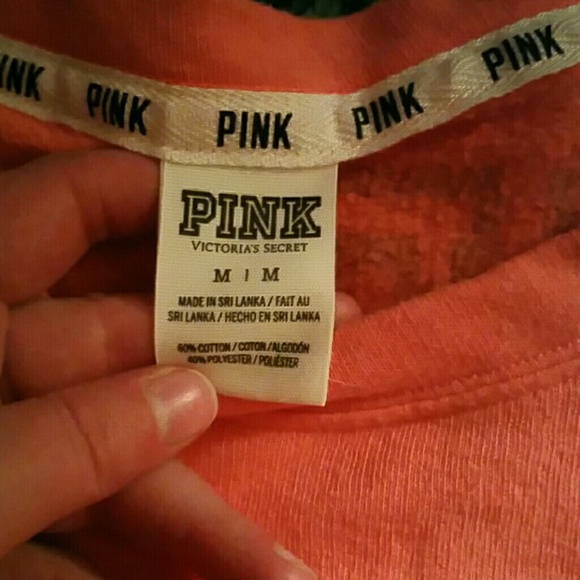 INK PINK PINK PINK PINK
PINK
VICTORIA'S SECRET
M | M
MADE IN SRI LANKA / FAIT AU
SRI LANKA / HECHO EN SRI LANKA
60% COTTON / COTON / ALGODÓN
40% POLYESTER / POLIÉSTER